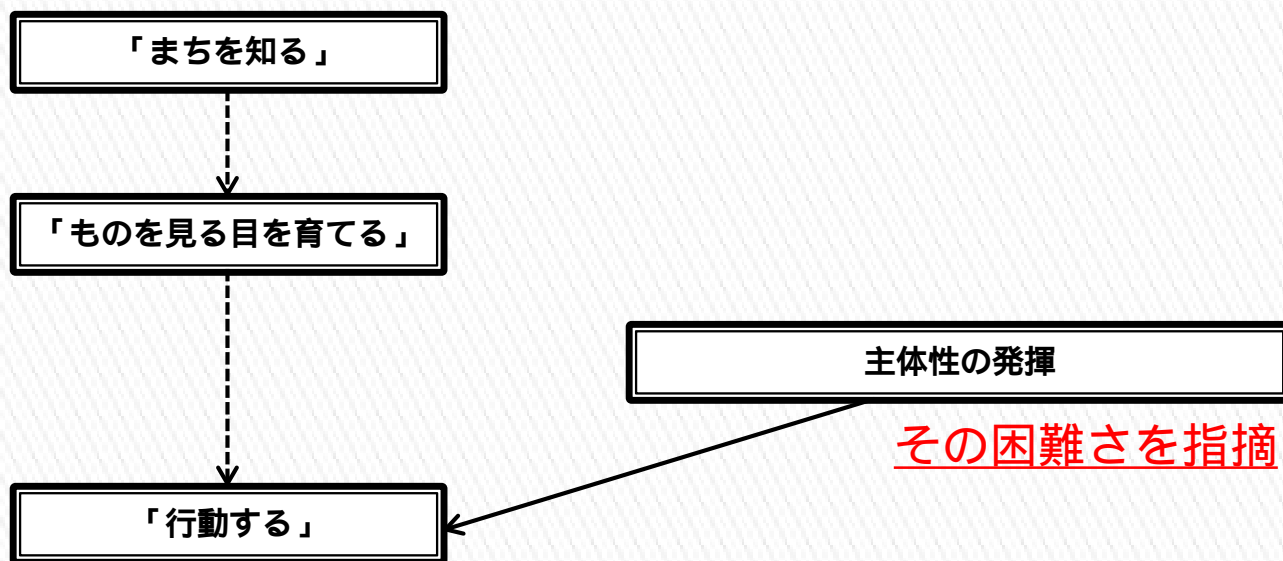 「まちを知る」
「ものを見る目を育てる」
主体性の発揮
その困難さを指摘
「行動する」